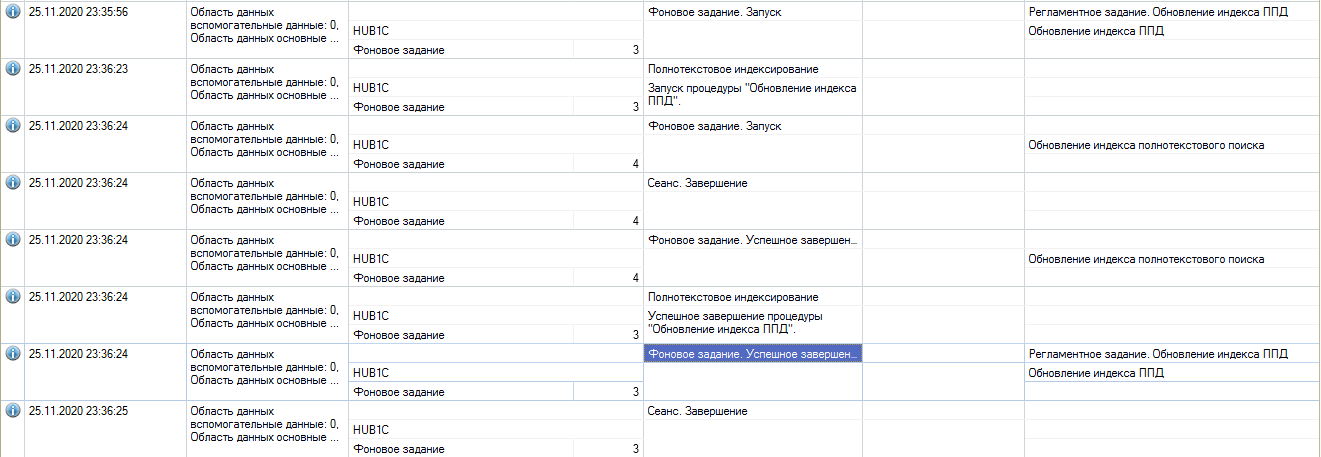 25.11.2020 23:35:56 Область данных Фоновое задание. Запуск Регламентное задание. Обновление индекса ППД
вспомогательные данные: 0, HUB1C Обновление индекса ППД
Область данных основные ... Фоновое задание 3
25.11.2020 23:36:23 Область данных Полнотекстовое индексирование
вспомогательные данные: 0, HUB1C Запуск процедуры "Обновление индекса
Область данных основные ... Фоновое задание 3 ППД".
25.11.2020 23:36:24 Область данных Фоновое задание. Запуск
вспомогательные данные: 0, HUB1C Обновление индекса полнотекстового поиска
Область данных основные ... Фоновое задание 4
25.11.2020 23:36:24 Область данных Сеанс. Завершение
вспомогательные данные: 0, HUB1C
Область данных основные ... Фоновое задание 4
25.11.2020 23:36:24 Область данных Фоновое задание. Успешное завершен...
вспомогательные данные: 0, HUB1C Обновление индекса полнотекстового поиска
Область данных основные ... Фоновое задание 4
25.11.2020 23:36:24 Область данных Полнотекстовое индексирование
вспомогательные данные: 0, HUB1C Успешное завершение процедуры
Область данных основные ... Фоновое задание 3 "Обновление индекса ППД".
25.11.2020 23:36:24 Область данных Фоновое задание. Успешное завершен... Регламентное задание. Обновление индекса ППД
вспомогательные данные: 0, HUB1C Обновление индекса ППД
Область данных основные ... Фоновое задание 3
25.11.2020 23:36:25 Область данных Сеанс. Завершение
вспомогательные данные: 0, HUB1C
Область данных основные ... Фоновое задание 3